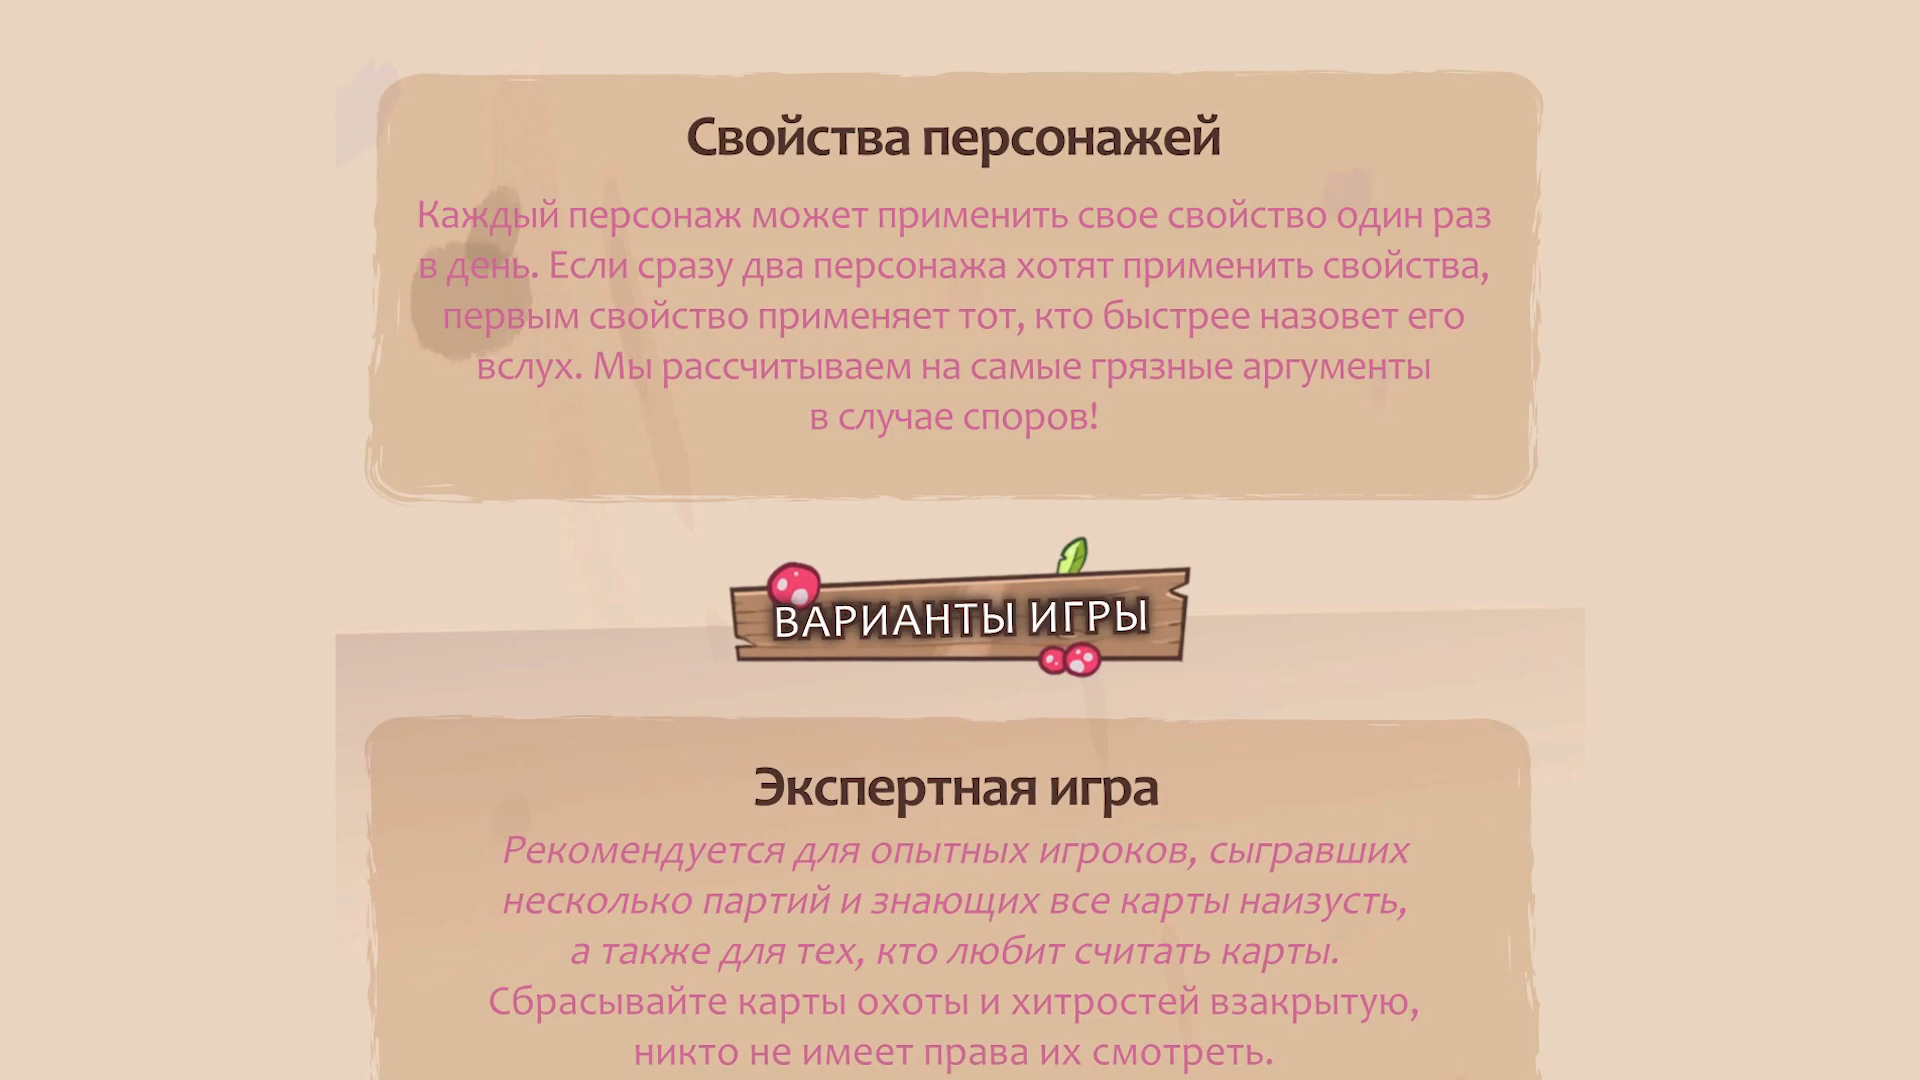 Свойства персонажей
Каждый персонаж может применить свое свойство один раз
в день. Если сразу два персонажа хотят применить свойства,
первым свойство применяет тот, кто быстрее назовет его
вслух. Мы рассчитываем на самые грязные аргументы
в случае споров!
ВАРИАНТЫ ИГРЫ
Экспертная игра
Рекомендуется для опытных игроков, сыгравших
несколько партий и знающих все карты наизусть,
а также для тех, кто любит считать карты.
Сбрасывайте карты охоты и хитростей взакрытую,
никто не имеет права их смотреть.